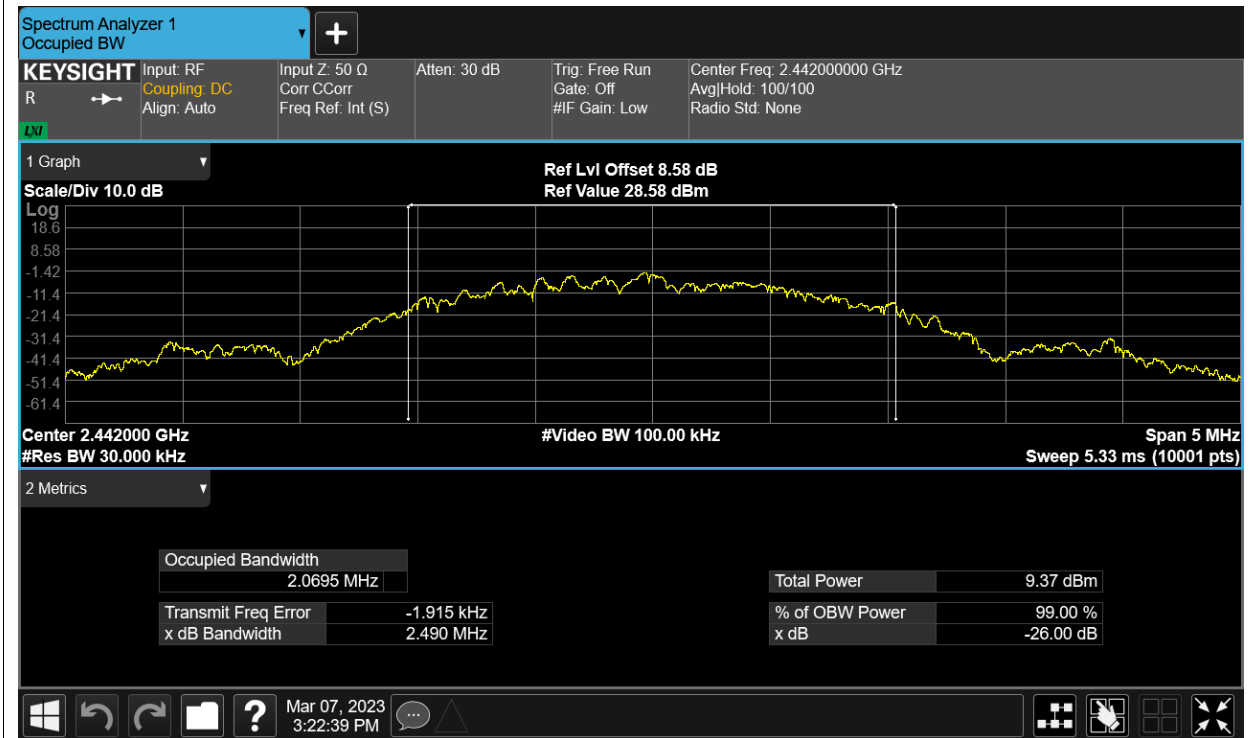 Spectrum Analyzer 1
Occupied BW
▼
+
KEYSIGHT
R
LXI
Input: RF
Coupling: DC
Align: Auto
Input Z: 50 Ω
Corr CCorr
Freq Ref: Int (S)
Atten: 30 dB
Trig: Free Run
Gate: Off
#IF Gain: Low
Center Freq: 2.442000000 GHz
Avg|Hold: 100/100
Radio Std: None
1 Graph ▼
Scale/Div 10.0 dB
Ref Lvl Offset 8.58 dB
Ref Value 28.58 dBm
Log
18.6
8.58
-1.42
-11.4
-21.4
-31.4
-41.4
-51.4
-61.4
Center 2.442000 GHz
#Video BW 100.00 kHz
Span 5 MHz
#Res BW 30.000 kHz
Sweep 5.33 ms (10001 pts)
2 Metrics ▼
Occupied Bandwidth
2.0695 MHz
Transmit Freq Error -1.915 kHz
x dB Bandwidth 2.490 MHz
Total Power 9.37 dBm
% of OBW Power 99.00 %
x dB -26.00 dB
?
Mar 07, 2023
3:22:39 PM